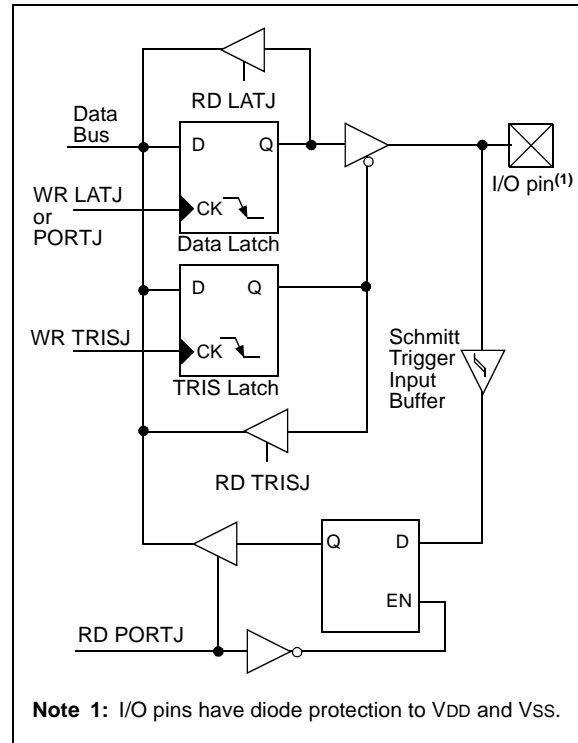 RD LATJ
Data
Bus
D
Q
I/O pin(1)
WR LATJ
or
PORTJ
CK
Data Latch
D
Q
WR TRISJ
CK
TRIS Latch
Schmitt
Trigger
Input
Buffer
RD TRISJ
Q
D
EN
RD PORTJ
Note 1: I/O pins have diode protection to VDD and VSS.